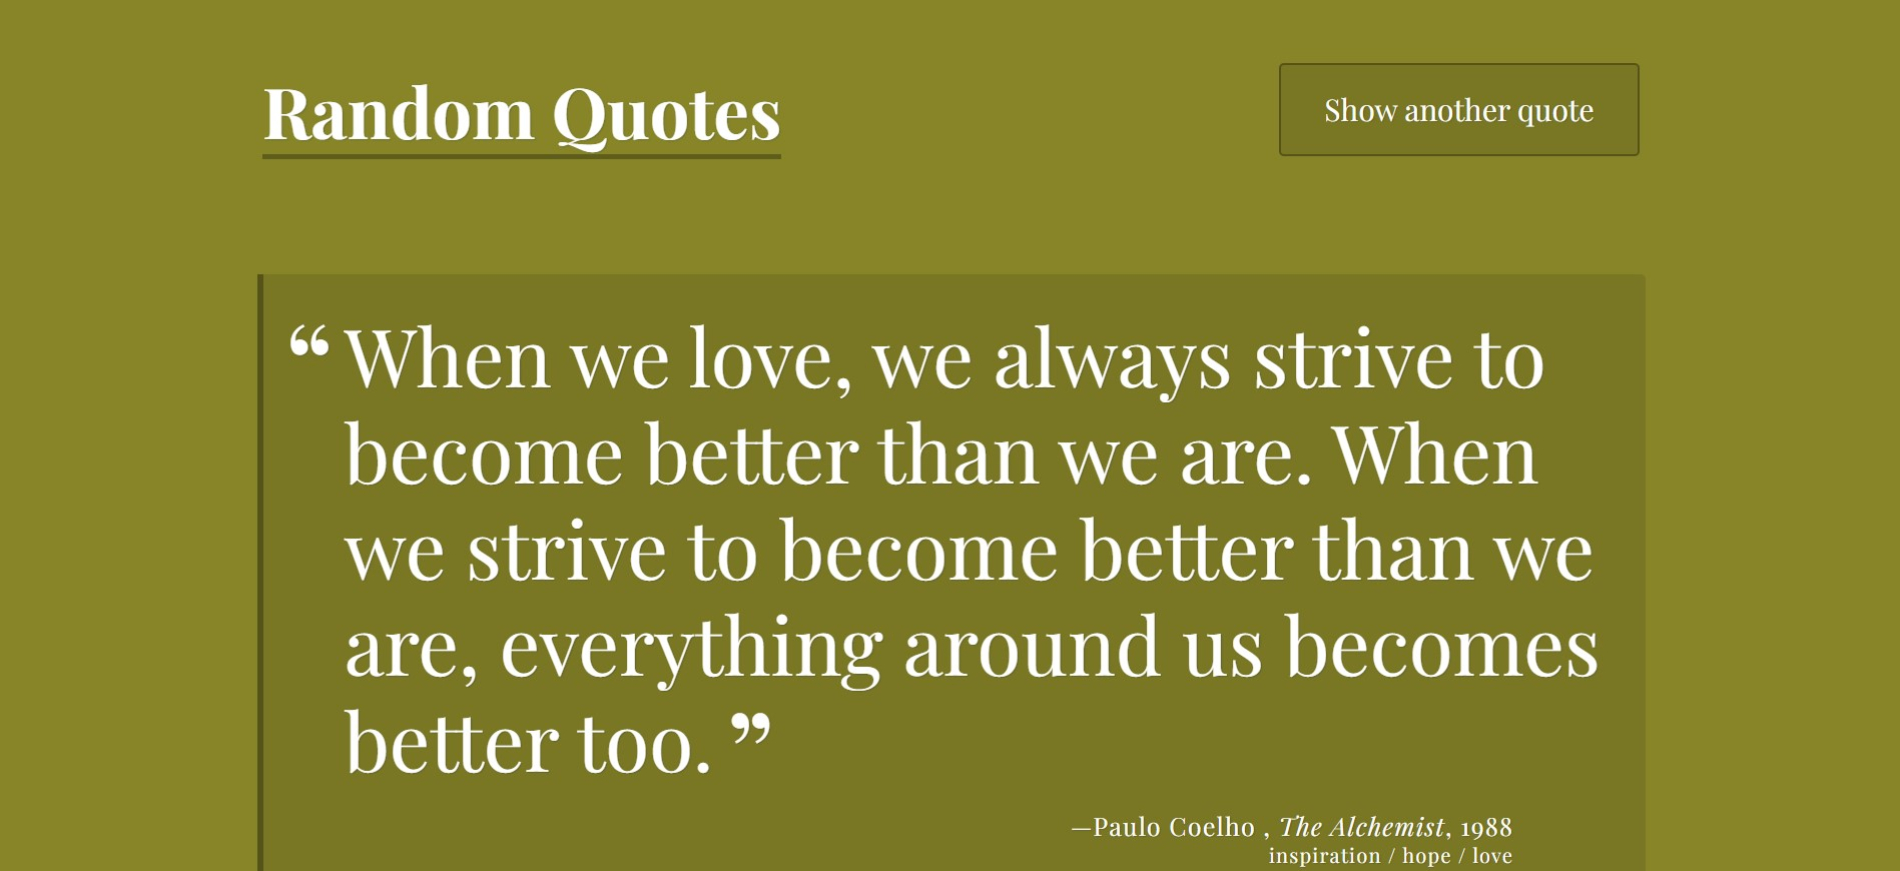 Random Quotes
Show another quote
“When we love, we always strive to
become better than we are. When
we strive to become better than we
are, everything around us becomes
better too. ”
—Paulo Coelho , The Alchemist, 1988
inspiration / hope / love